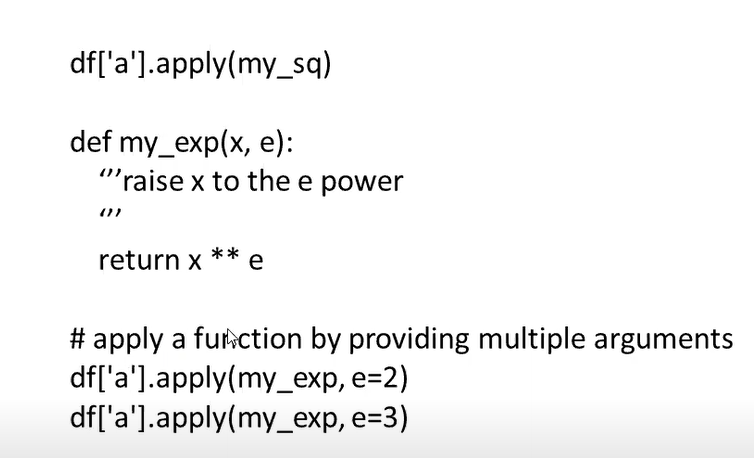 df['a'].apply(my_sq)
def my_exp(x, e):
‘’’raise x to the e power
‘’’
return x ** e
# apply a function by providing multiple arguments
df['a'].apply(my_exp, e=2)
df['a'].apply(my_exp, e=3)